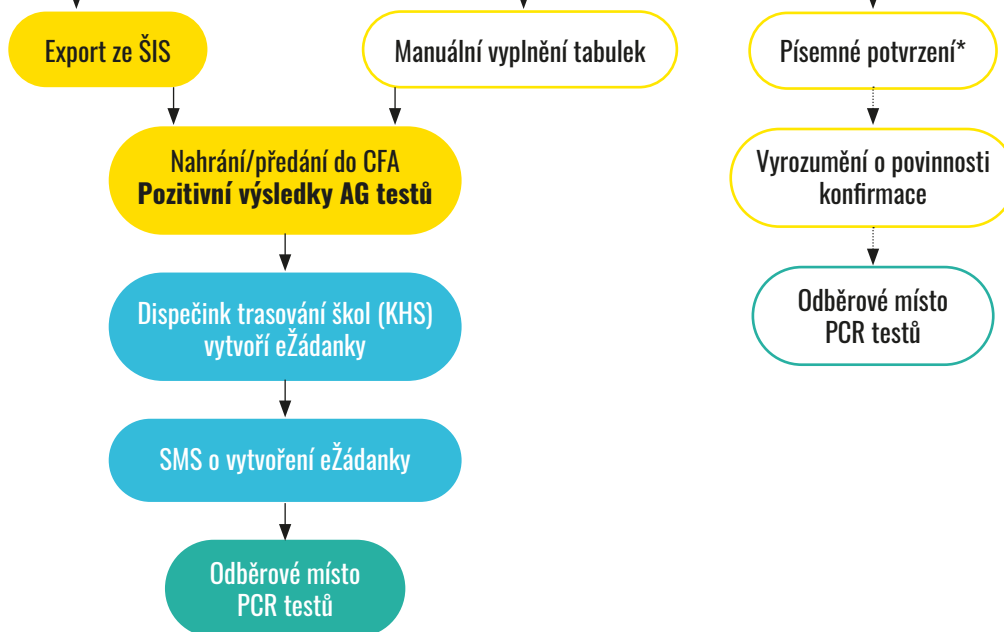 Export ze ŠIS
Manuální vyplnění tabulek
Písemné potvrzení*
Nahrání/předání do CFA
Pozitivní výsledky AG testů
Vyrozumění o povinnosti
konfirmace
Dispečink trasování škol (KHS)
vytvoří eŽádanky
Odběrové místo
PCR testů
SMS o vytvoření eŽádanky
Odběrové místo
PCR testů